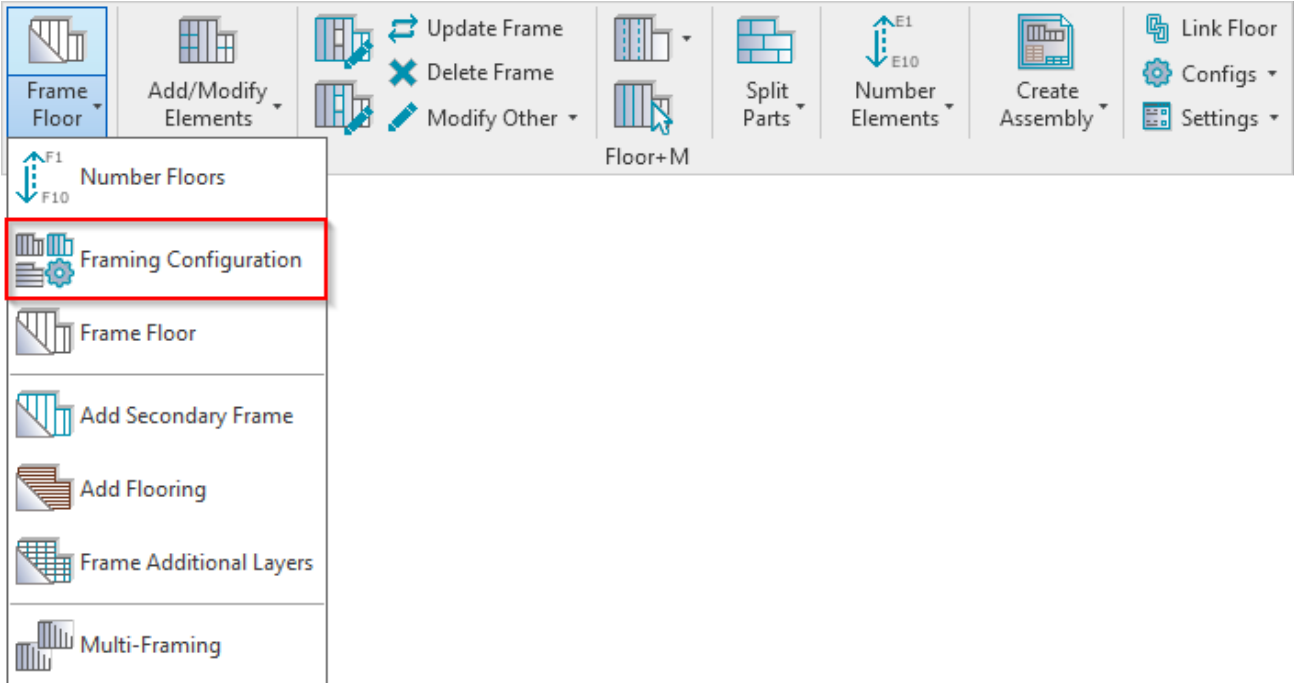 Frame
Floor
Add/Modify
Elements
Update Frame
Delete Frame
Modify Other
Split
Parts
E1
E10
Number
Elements
Create
Assembly
Link Floor
Configs
Settings
Floor+M
F1
F10
Number Floors
Framing Configuration
Frame Floor
Add Secondary Frame
Add Flooring
Frame Additional Layers
Multi-Framing